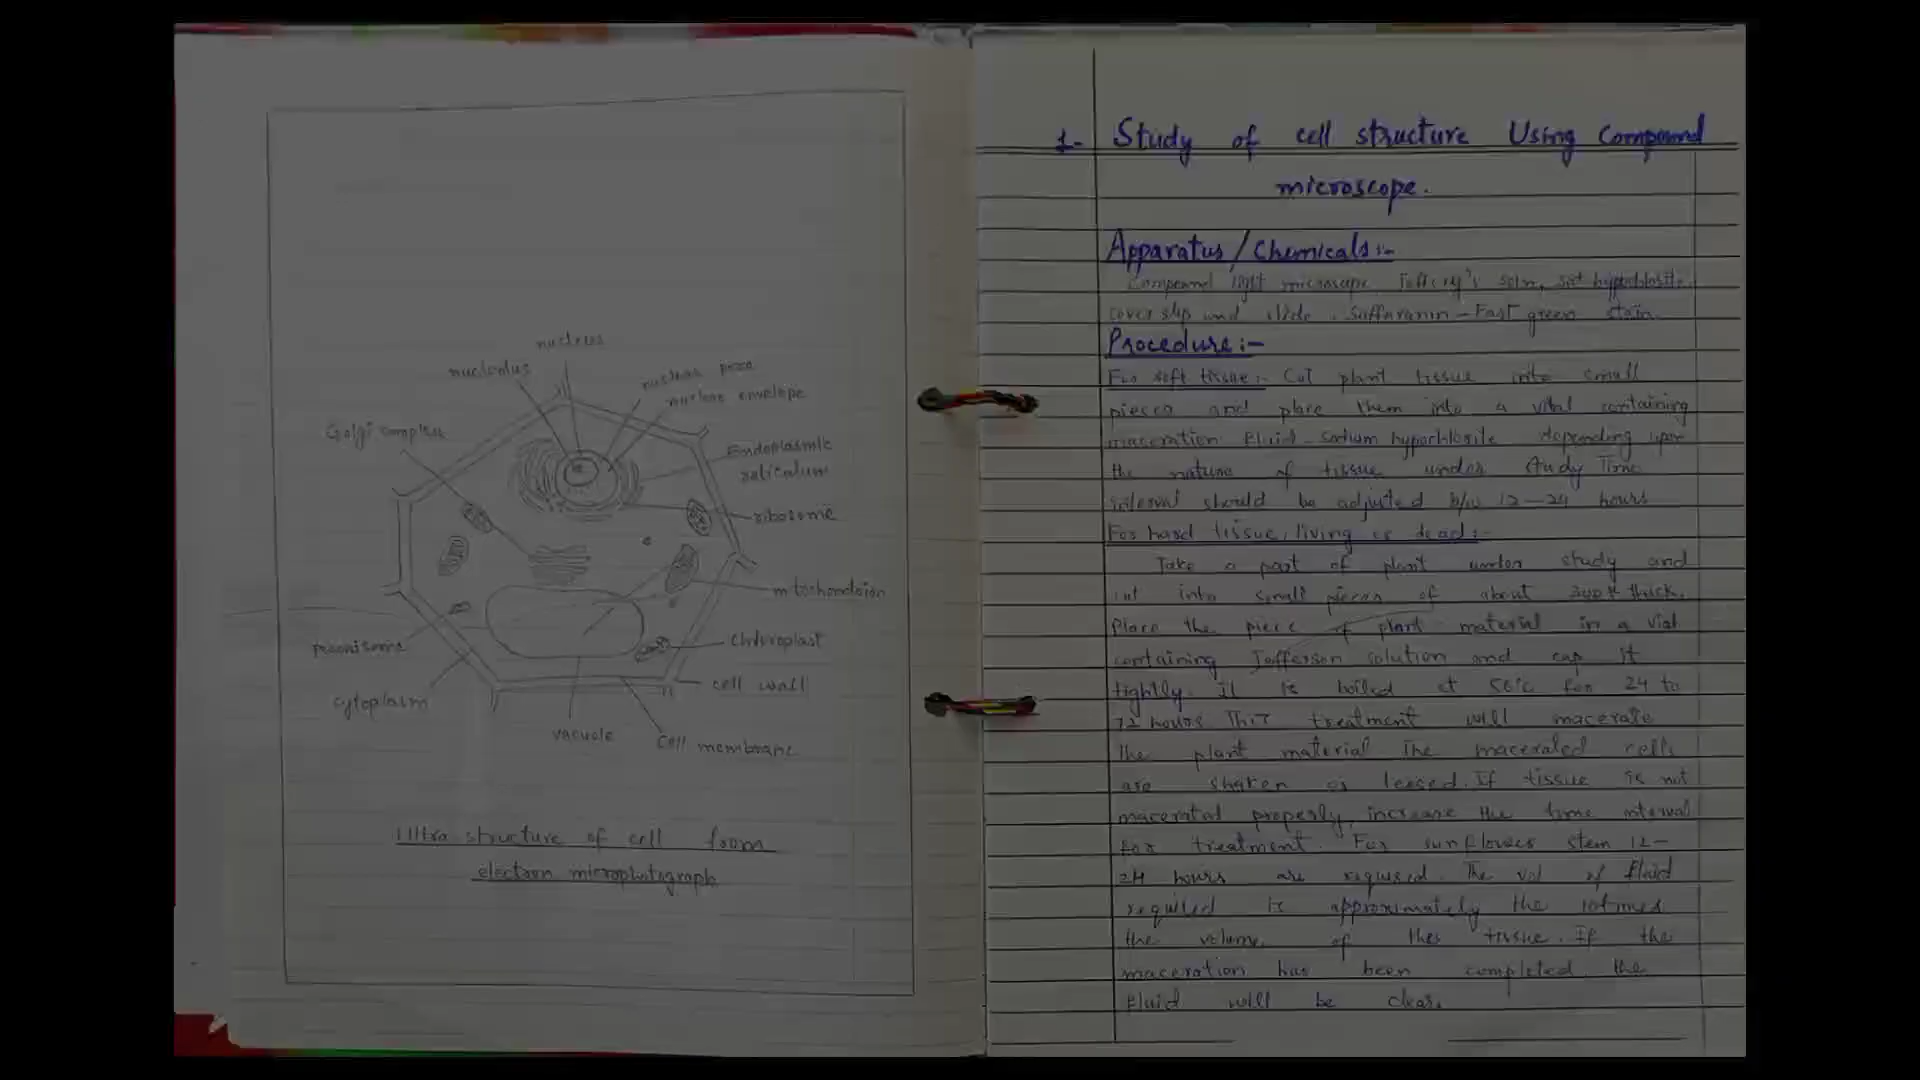 nucleus
nucleolus
nuclear pore
nuclear envelope
Golgi complex
Endoplasmic
reticulum
ribosome
mitochondrion
Chloroplast
cell wall
cytoplasm
vacuole
Cell membrane
Ultra structure of cell from
electron microphotograph
1- Study of cell structure Using Compound
microscope.
Apparatus/Chemicals:-
Compound light microscope soln,
cover slip and slide. Saffaranin-Fast green stain.
Procedure:-
For soft tissue:- Cut plant tissue into small
pieces and place them into a vital containing
maceration fluid-sodium hypochlosite depending upon
the nature of tissue under Time
interval should be adjusted b/w 12-24 hours
For hard tissue, living or dead:-
Take a part of plant under study and
cut into small pieces of about thick.
Place the piece of plant material in a vial
containing Jefferson solution and cap it
tightly. It is boiled at 56°C for 24 to
72 hours. This treatment will macerate
the plant material The macerated cells
are shaken or If tissue is not
macerated properly, increase the time interval
for treatment. For sunflower stem 12-
24 hours are required. The vol of fluid
required is approximately the
the volume of tissue. If the
maceration has been completed the
fluid will be clear.